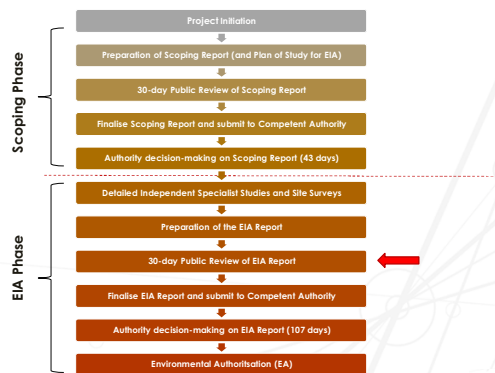 Project Initiation
Preparation of Scoping Report (and Plan of Study for EIA)
30-day Public Review of Scoping Report
Finalise Scoping Report and submit to Competent Authority
Authority decision-making on Scoping Report (43 days)
Scoping Phase
Detailed Independent Specialist Studies and Site Surveys
Preparation of the EIA Report
30-day Public Review of EIA Report
Finalise EIA Report and submit to Competent Authority
Authority decision-making on EIA Report (107 days)
Environmental Authoritsation (EA)
EIA Phase